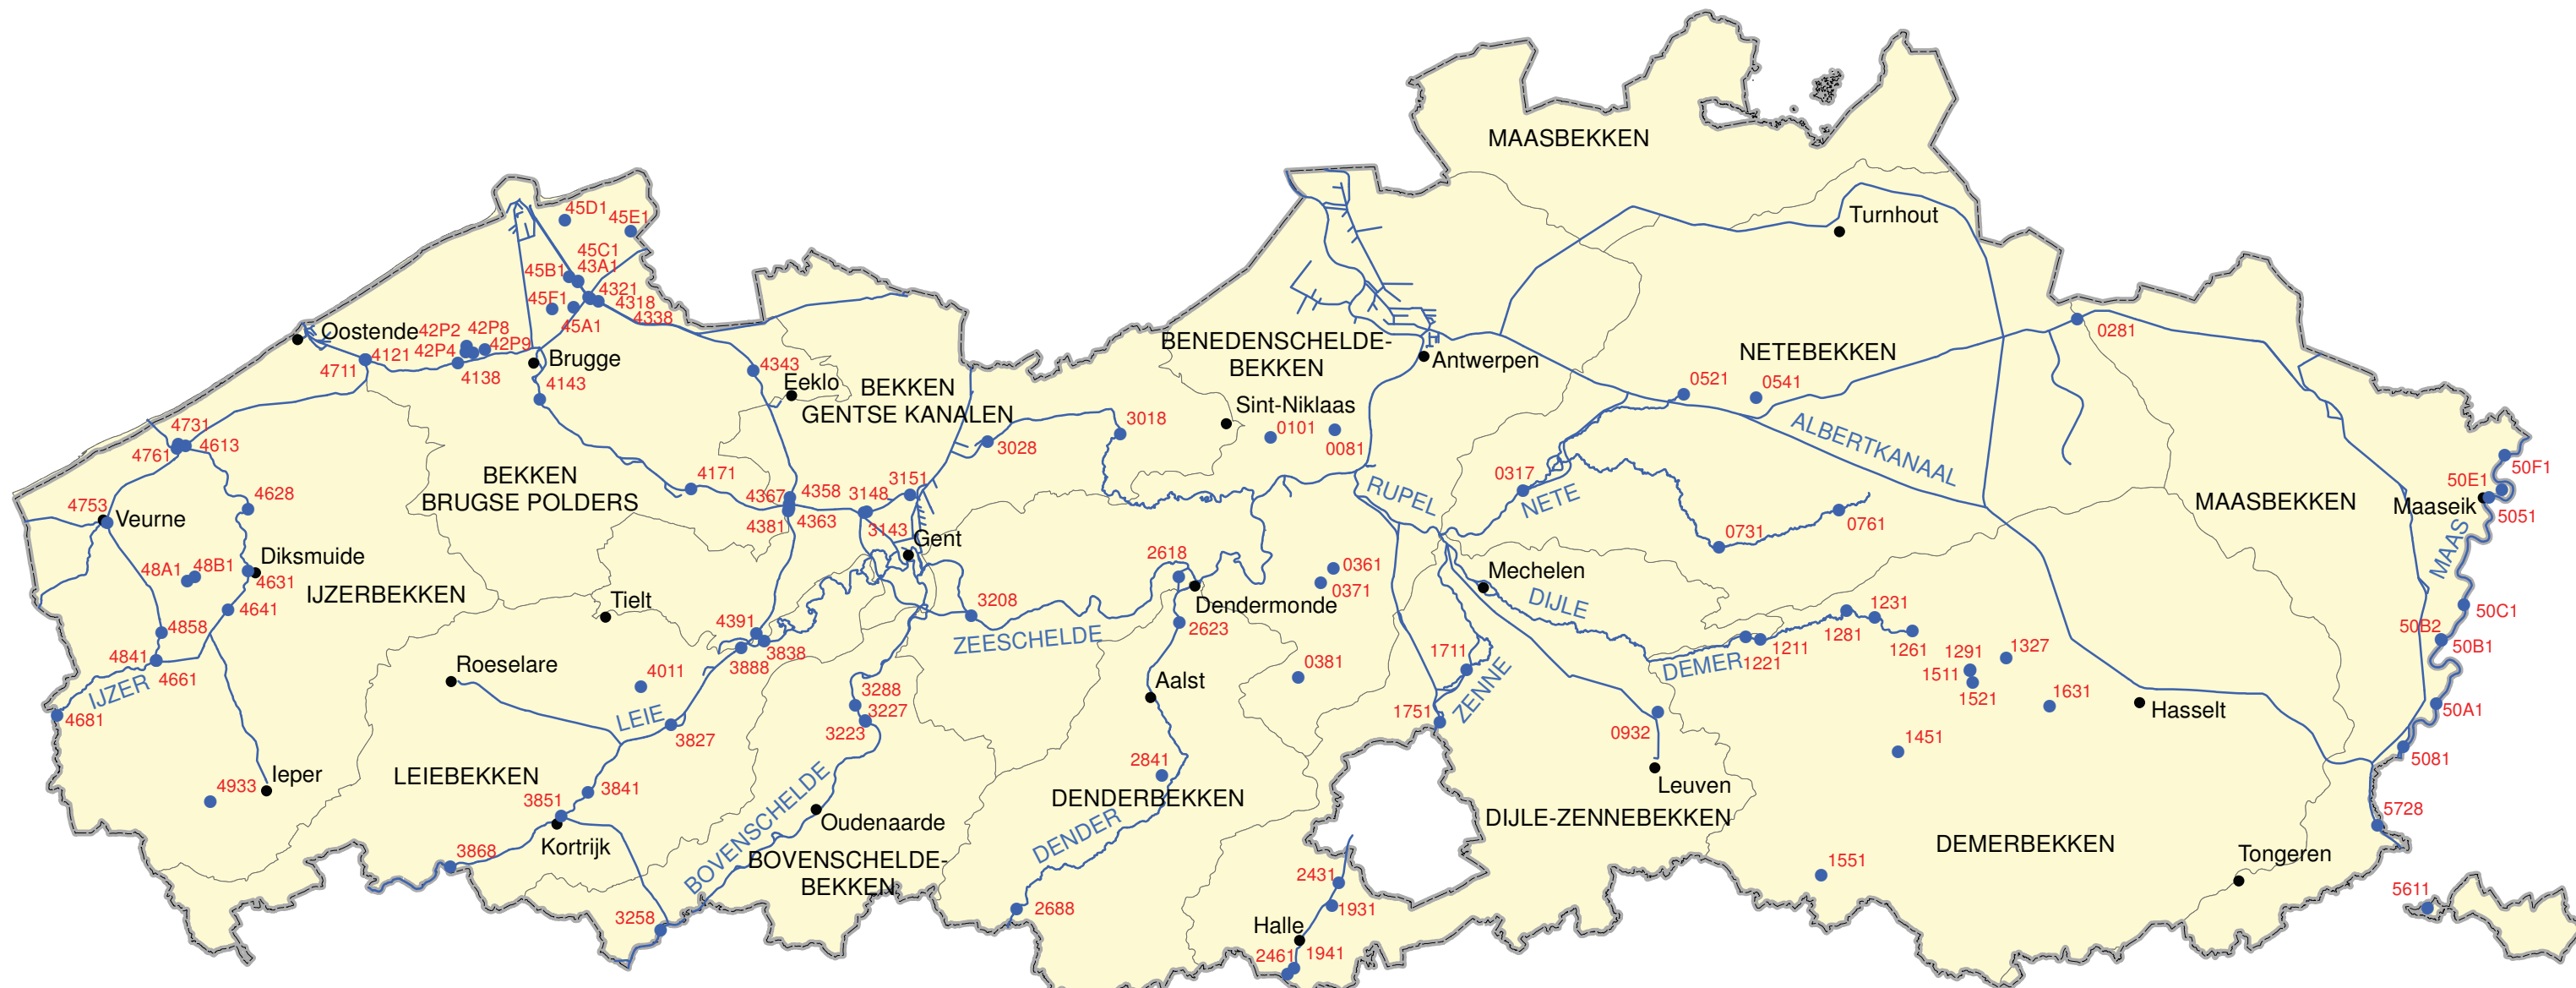 MAASBEKKEN
Turnhout
45D1
45E1
45C1
45B1
43A1
45F1
4321
4318
4338
45A1
Oostende
42P2
42P8
42P4
42P9
4121
4711
4138
Brugge
4143
4343
Eeklo
BEKKEN
GENTSE KANALEN
BENEDENSCHELDE-
BEKKEN
Antwerpen
NETEBEKKEN
0281
0521
0541
Sint-Niklaas
0101
0081
3018
3028
ALBERTKANAAL
4731
4613
4761
BEKKEN
BRUGSE POLDERS
4171
4367
4358
4381
4363
3148
3151
3143
Gent
RUPEL
0317
NETE
0731
0761
MAASBEKKEN
50F1
50E1
Maaseik
5051
MAAS
4753
Veurne
4628
48A1
48B1
Diksmuide
4631
IJZERBEKKEN
4641
4858
4841
4661
IJZER
4681
Tielt
4391
3838
3888
3208
ZEESCHELDE
2618
Dendermonde
2623
0361
0371
Mechelen
DIJLE
1231
1281
1211
1221
1261
DEMER
1291
1327
1511
1521
1631
50C1
50B2
50B1
50A1
5081
Roeselare
4011
LEIE
3827
3288
3227
3223
Aalst
0381
1711
ZENNE
1751
0932
Leuven
1451
Hasselt
Ieper
4933
LEIEBEKKEN
3841
3851
Kortrijk
3868
BOVENSCHELDE
Oudenaarde
BOVENSCHELDE-
BEKKEN
2841
DENDERBEKKEN
DENDER
DIJLE-ZENNEBEKKEN
DEMERBEKKEN
5728
Tongeren
1551
5611
3258
2688
2431
1931
Halle
2461
1941